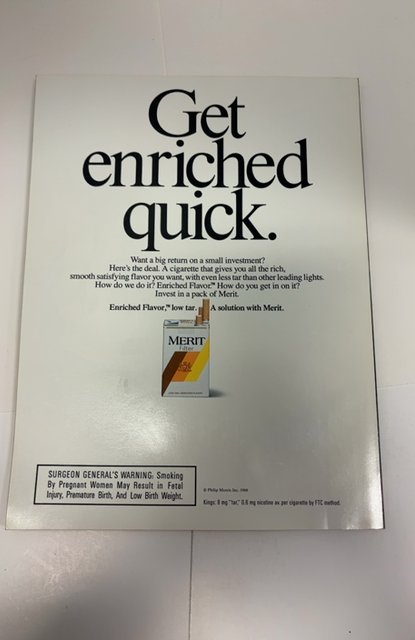 Get
enriched
quick.
Want a big return on a small investment?
Here's the deal. A cigarette that gives you all the rich,
smooth satisfying flavor you want, with even less tar than other leading lights.
How do we do it? Enriched Flavor.™ How do you get in on it?
Invest in a pack of Merit.
Enriched Flavor,™ low tar. A solution with Merit.
MERIT
Filter
SURGEON GENERAL'S WARNING: Smoking
By Pregnant Women May Result in Fetal
Injury, Premature Birth, And Low Birth Weight.
© Philip Morris Inc. 1988
Kings: 8 mg "tar," 0.6 mg nicotine av. per cigarette by FTC method.